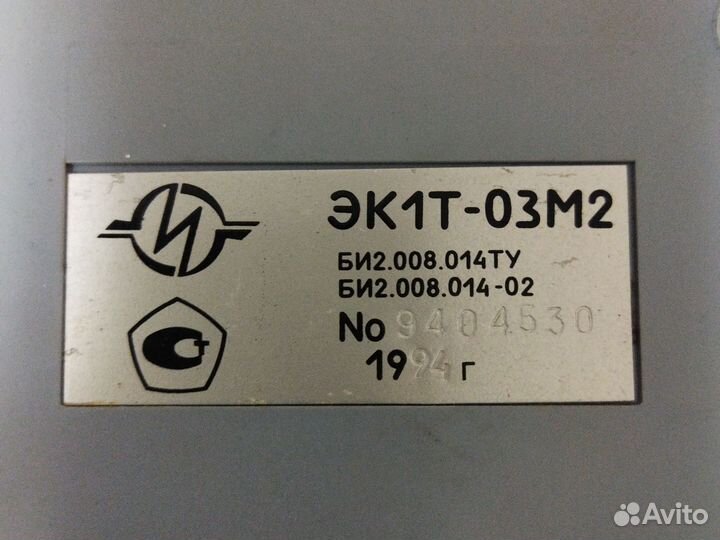 И
ЭК1Т-03М2
БИ2.008.014ТУ
БИ2.008.014-02
No 9404530
1994 г
Avito